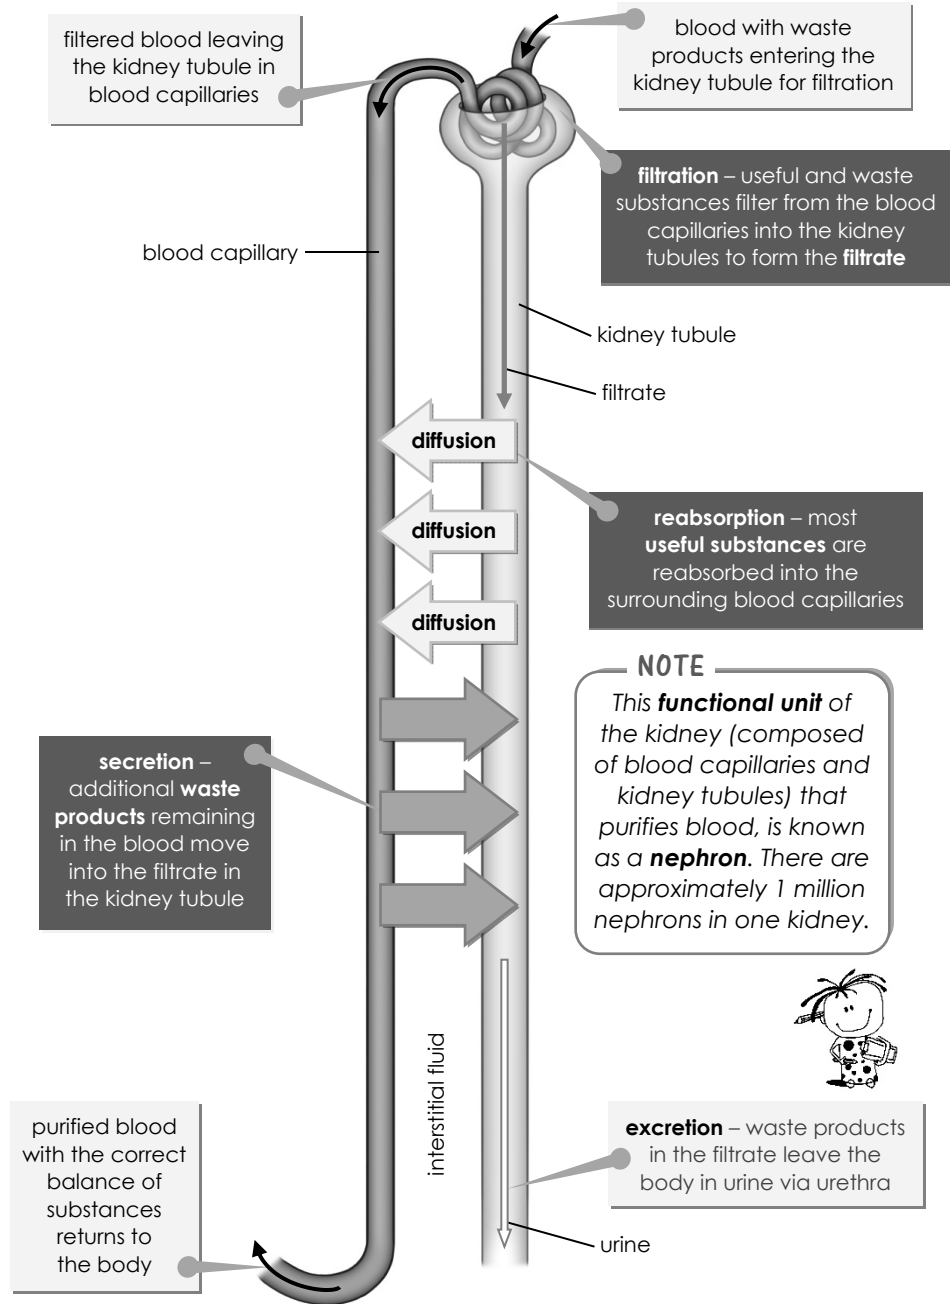 filtered blood leaving
the kidney tubule in
blood capillaries
blood with waste
products entering the
kidney tubule for filtration
filtration – useful and waste
substances filter from the blood
capillaries into the kidney
tubules to form the filtrate
blood capillary
kidney tubule
filtrate
diffusion
diffusion
diffusion
reabsorption – most
useful substances are
reabsorbed into the
surrounding blood capillaries
NOTE
This functional unit of
the kidney (composed
of blood capillaries and
kidney tubules) that
purifies blood, is known
as a nephron. There are
approximately 1 million
nephrons in one kidney.
secretion –
additional waste
products remaining
in the blood move
into the filtrate in
the kidney tubule
interstitial fluid
purified blood
with the correct
balance of
substances
returns to
the body
excretion – waste products
in the filtrate leave the
body in urine via urethra
urine